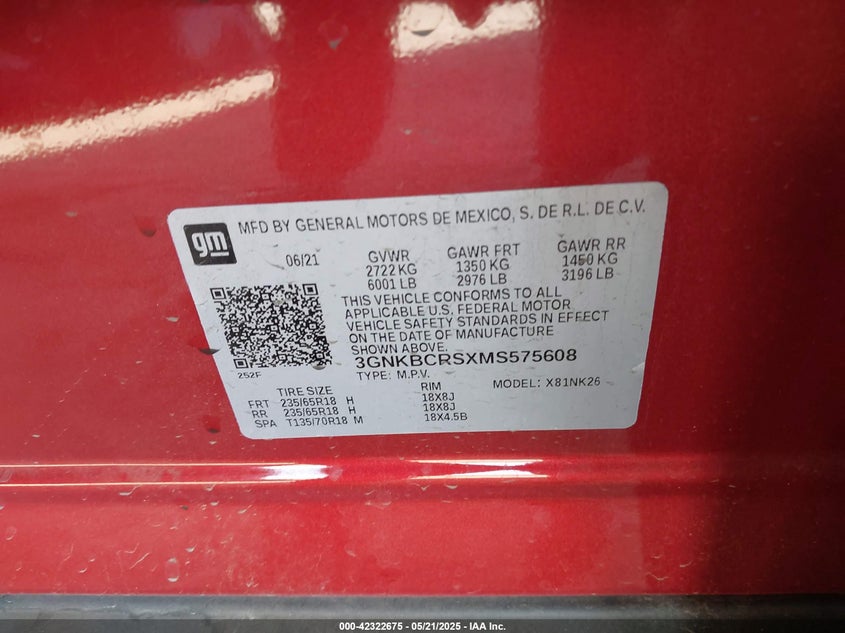 gm
MFD BY GENERAL MOTORS DE MEXICO, S. DE R.L. DE C.V.
06/21 GVWR GAWR FRT GAWR RR
2722 KG 1350 KG 1450 KG
6001 LB 2976 LB 3196 LB
THIS VEHICLE CONFORMS TO ALL
APPLICABLE U.S. FEDERAL MOTOR
VEHICLE SAFETY STANDARDS IN EFFECT
ON THE DATE OF MANUFACTURE
SHOWN ABOVE.
3GNKBCRSXMS575608
252F
TYPE: M.P.V. MODEL: X81NK26
TIRE SIZE RIM
FRT 235/65R18 H 18X8J
RR 235/65R18 H 18X8J
SPA T135/70R18 M 18X4.5B
000-42322675 - 05/21/2025 - IAA Inc.